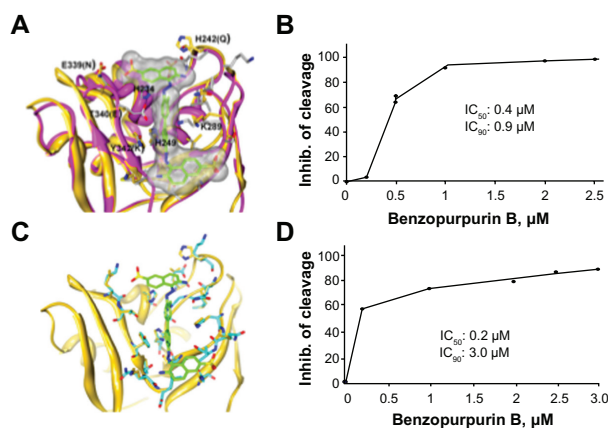 A
H242(Q)
E339(N)
H234
K289
Y342(K)
H249
B
Inhib. of cleavage
100
80
60
40
20
0
IC50: 0.4 µM
IC90: 0.9 µM
0 0.5 1.0 1.5 2.0 2.5
Benzopurpurin B, µM
C
D
Inhib. of cleavage
100
80
60
40
20
0
IC50: 0.2 µM
IC90: 3.0 µM
0 0.5 1.0 1.5 2.0 2.5 3.0
Benzopurpurin B, µM